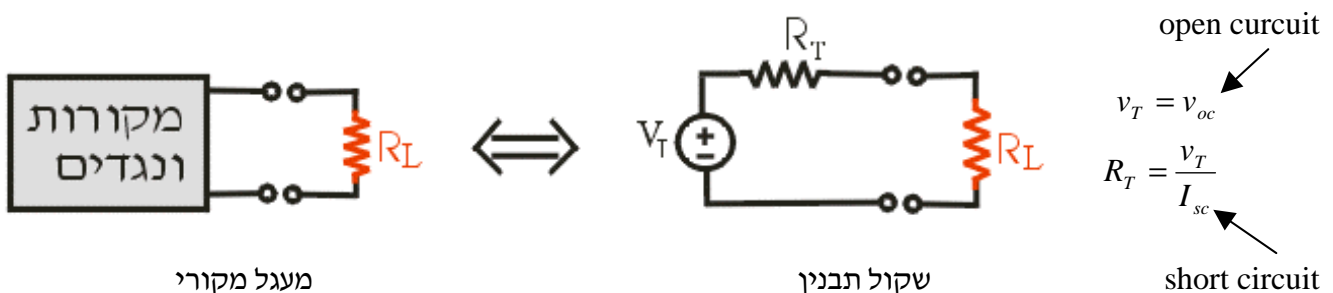 open curcuit
R_T
v_T = v_oc
מקורות
ונגדים
R_L
V_T
+
−
R_L
R_T = v_T / I_sc
מעגל מקורי
שקול תבנין
short circuit